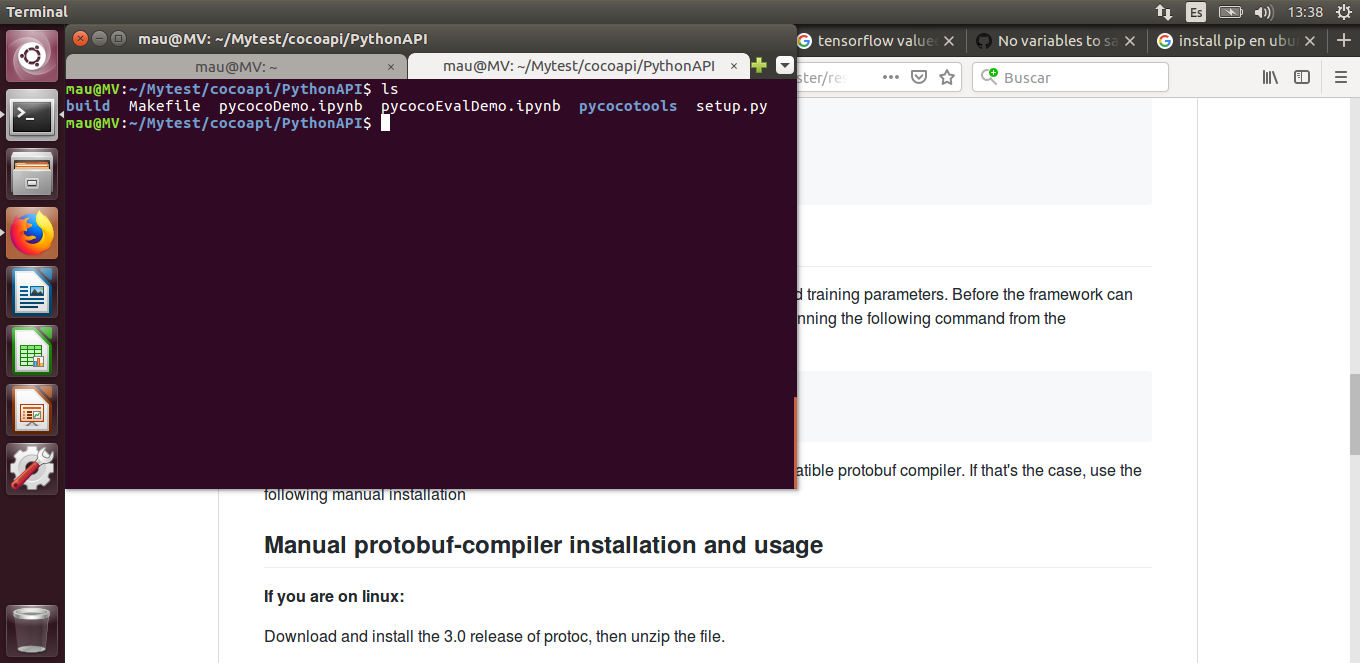 Terminal
Es
13:38
mau@MV: ~/Mytest/cocoapi/PythonAPI
mau@MV: ~ ×
mau@MV: ~/Mytest/cocoapi/PythonAPI ×
mau@MV:~/Mytest/cocoapi/PythonAPI$ ls
build Makefile pycocoDemo.ipynb pycocoEvalDemo.ipynb pycocotools setup.py
mau@MV:~/Mytest/cocoapi/PythonAPI$
tensorflow value
No variables to sa
install pip en ubu
ster/res
Buscar
d training parameters. Before the framework can
nning the following command from the
atible protobuf compiler. If that's the case, use the
following manual installation
Manual protobuf-compiler installation and usage
If you are on linux:
Download and install the 3.0 release of protoc, then unzip the file.